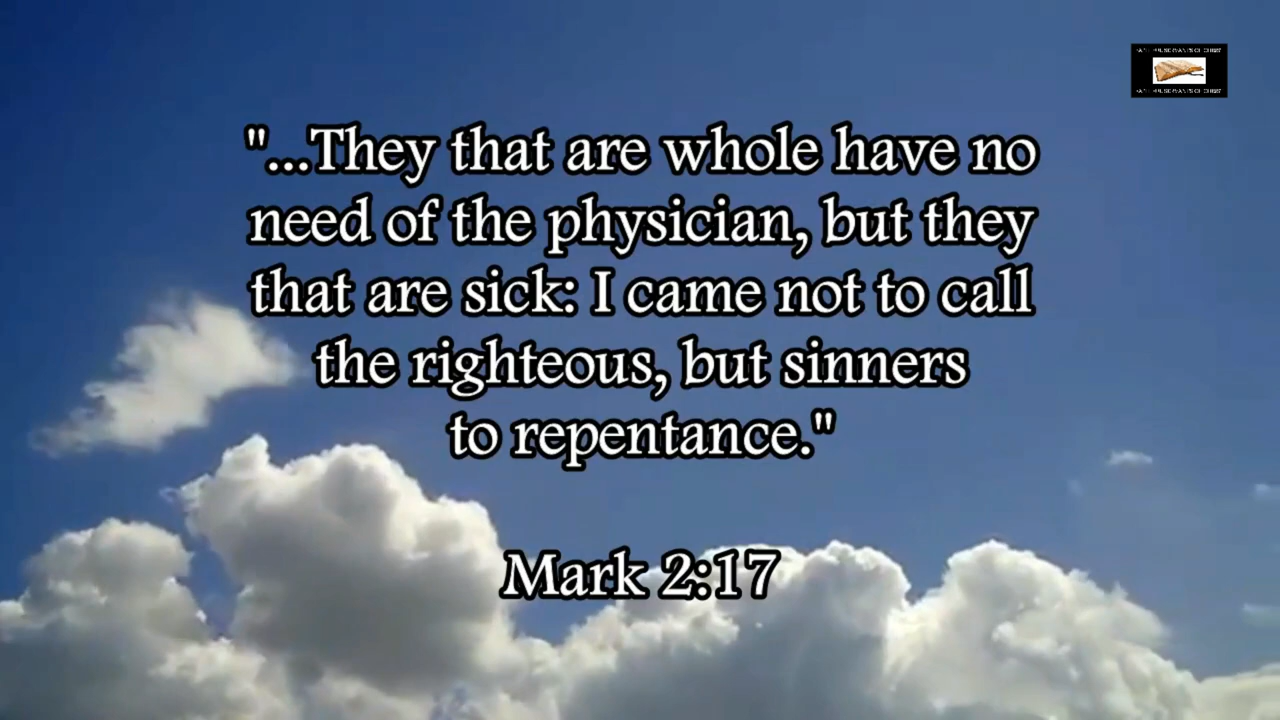 "...They that are whole have no
need of the physician, but they
that are sick: I came not to call
the righteous, but sinners
to repentance."
Mark 2:17